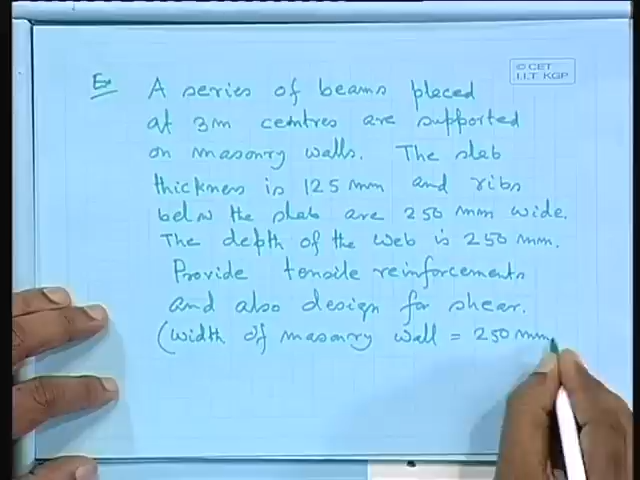 © CET
I.I.T. KGP
Ex A series of beams placed
at 3m centres are supported
on masonry walls. The slab
thickness is 125 mm and ribs
below the slab are 250 mm wide.
The depth of the web is 250 mm.
Provide tensile reinforcements
and also design for shear.
(Width of masonry wall = 250 mm